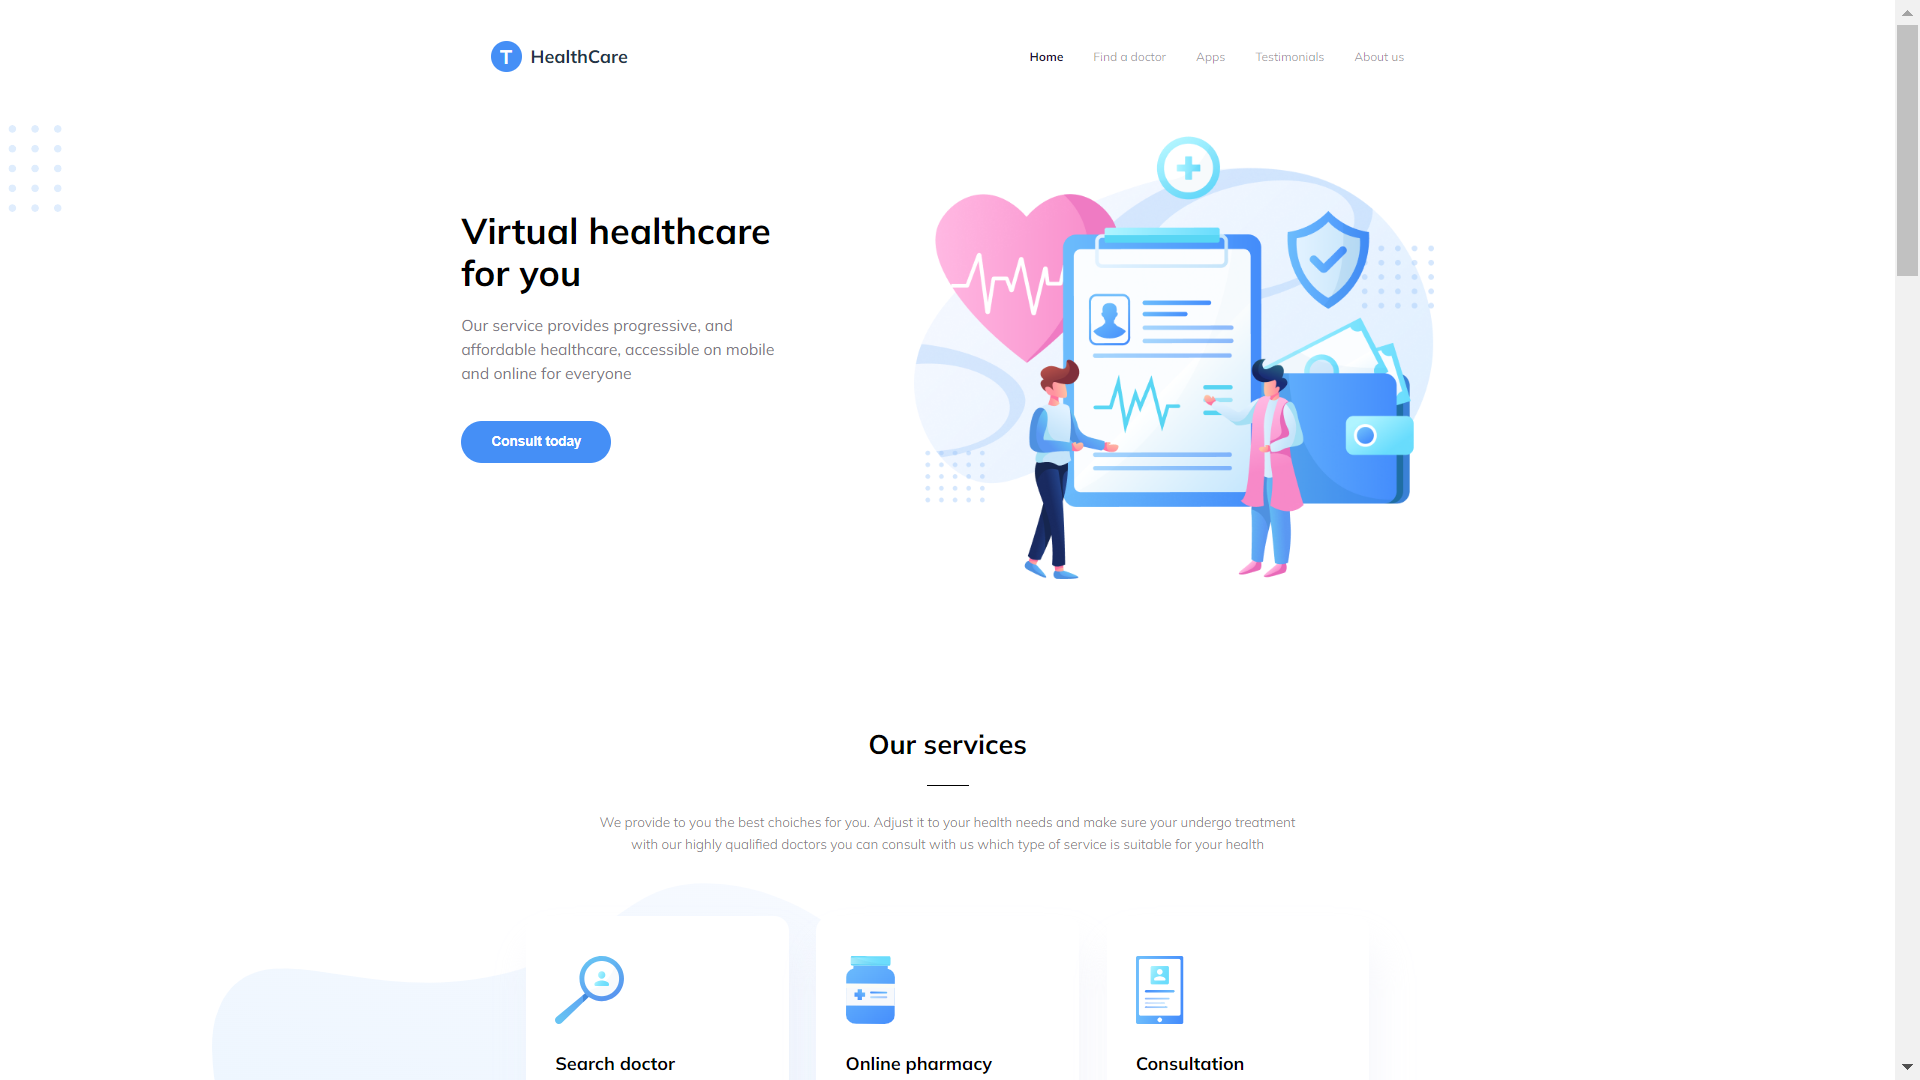 T HealthCare
Home Find a doctor Apps Testimonials About us
Virtual healthcare
for you
Our service provides progressive, and
affordable healthcare, accessible on mobile
and online for everyone
Consult today
Our services
We provide to you the best choiches for you. Adjust it to your health needs and make sure your undergo treatment
with our highly qualified doctors you can consult with us which type of service is suitable for your health
Search doctor
Online pharmacy
Consultation